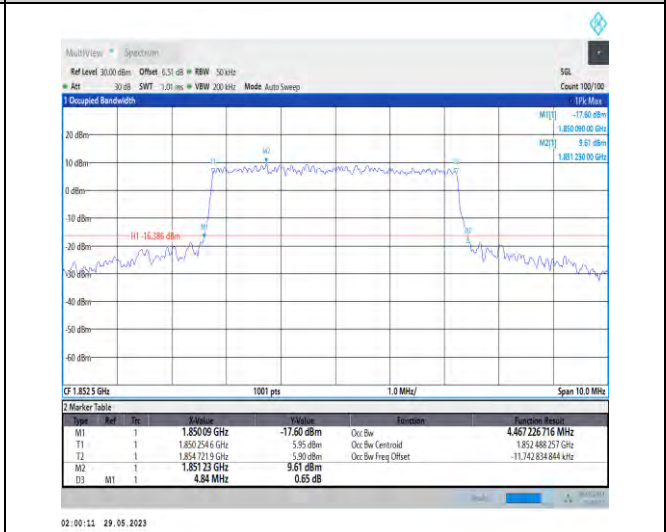 MultiView Spectrum
Ref Level 30.00 dBm Offset 6.51 dB RBW 50 kHz SGL
Att 30 dB SWT 1.01 ms VBW 200 kHz Mode Auto Sweep Count 100/100
1 Occupied Bandwidth 1Pk Max
M1[1] -17.60 dBm
1.850 090 00 GHz
M2[1] 9.61 dBm
1.851 230 00 GHz
20 dBm
M2
10 dBm
T1
0 dBm
-10 dBm
M1
H1 -16.386 dBm
-20 dBm
-30 dBm
-40 dBm
-50 dBm
-60 dBm
CF 1.852 5 GHz 1001 pts 1.0 MHz/ Span 10.0 MHz
2 Marker Table
Type Ref Trc X-Value Y-Value Function Function Result
M1 1 1.850 09 GHz -17.60 dBm Occ Bw 4.467 226 716 MHz
T1 1 1.850 254 6 GHz 5.95 dBm Occ Bw Centroid 1.852 488 257 GHz
T2 1 1.854 721 9 GHz 5.90 dBm Occ Bw Freq Offset -11.742 834 844 kHz
M2 1 1.851 23 GHz 9.61 dBm
D3 M1 1 4.84 MHz 0.65 dB
02:00:11 29.05.2023